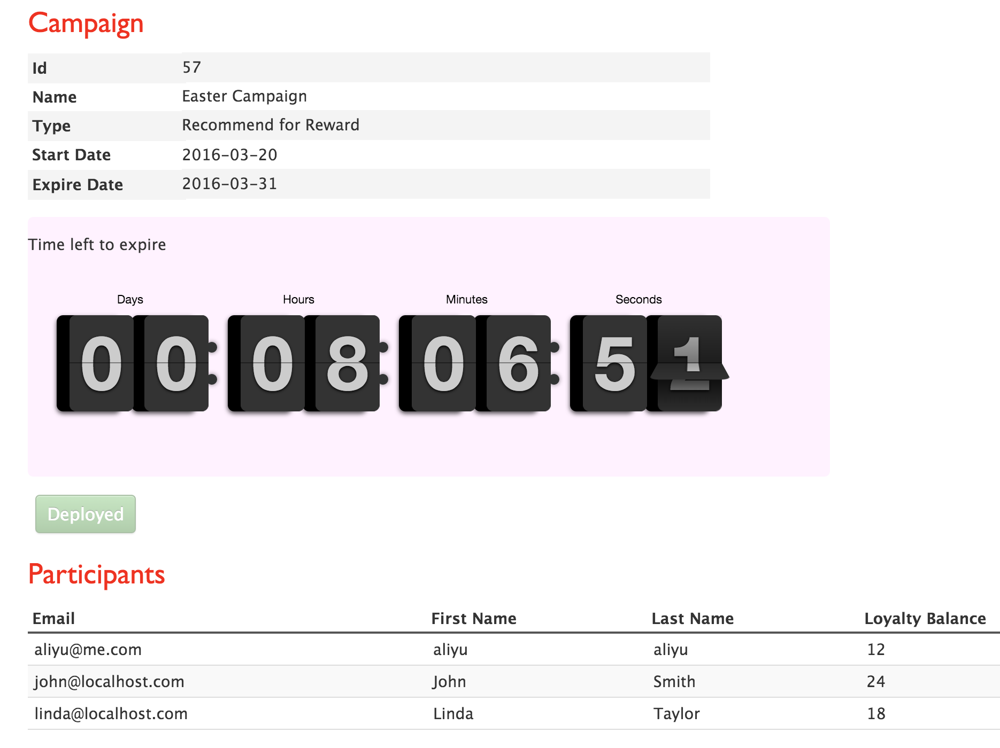 Campaign
Id 57
Name Easter Campaign
Type Recommend for Reward
Start Date 2016-03-20
Expire Date 2016-03-31
Time left to expire
Days Hours Minutes Seconds
00:08:06:51
Deployed
Participants
Email First Name Last Name Loyalty Balance
aliyu@me.com aliyu aliyu 12
john@localhost.com John Smith 24
linda@localhost.com Linda Taylor 18